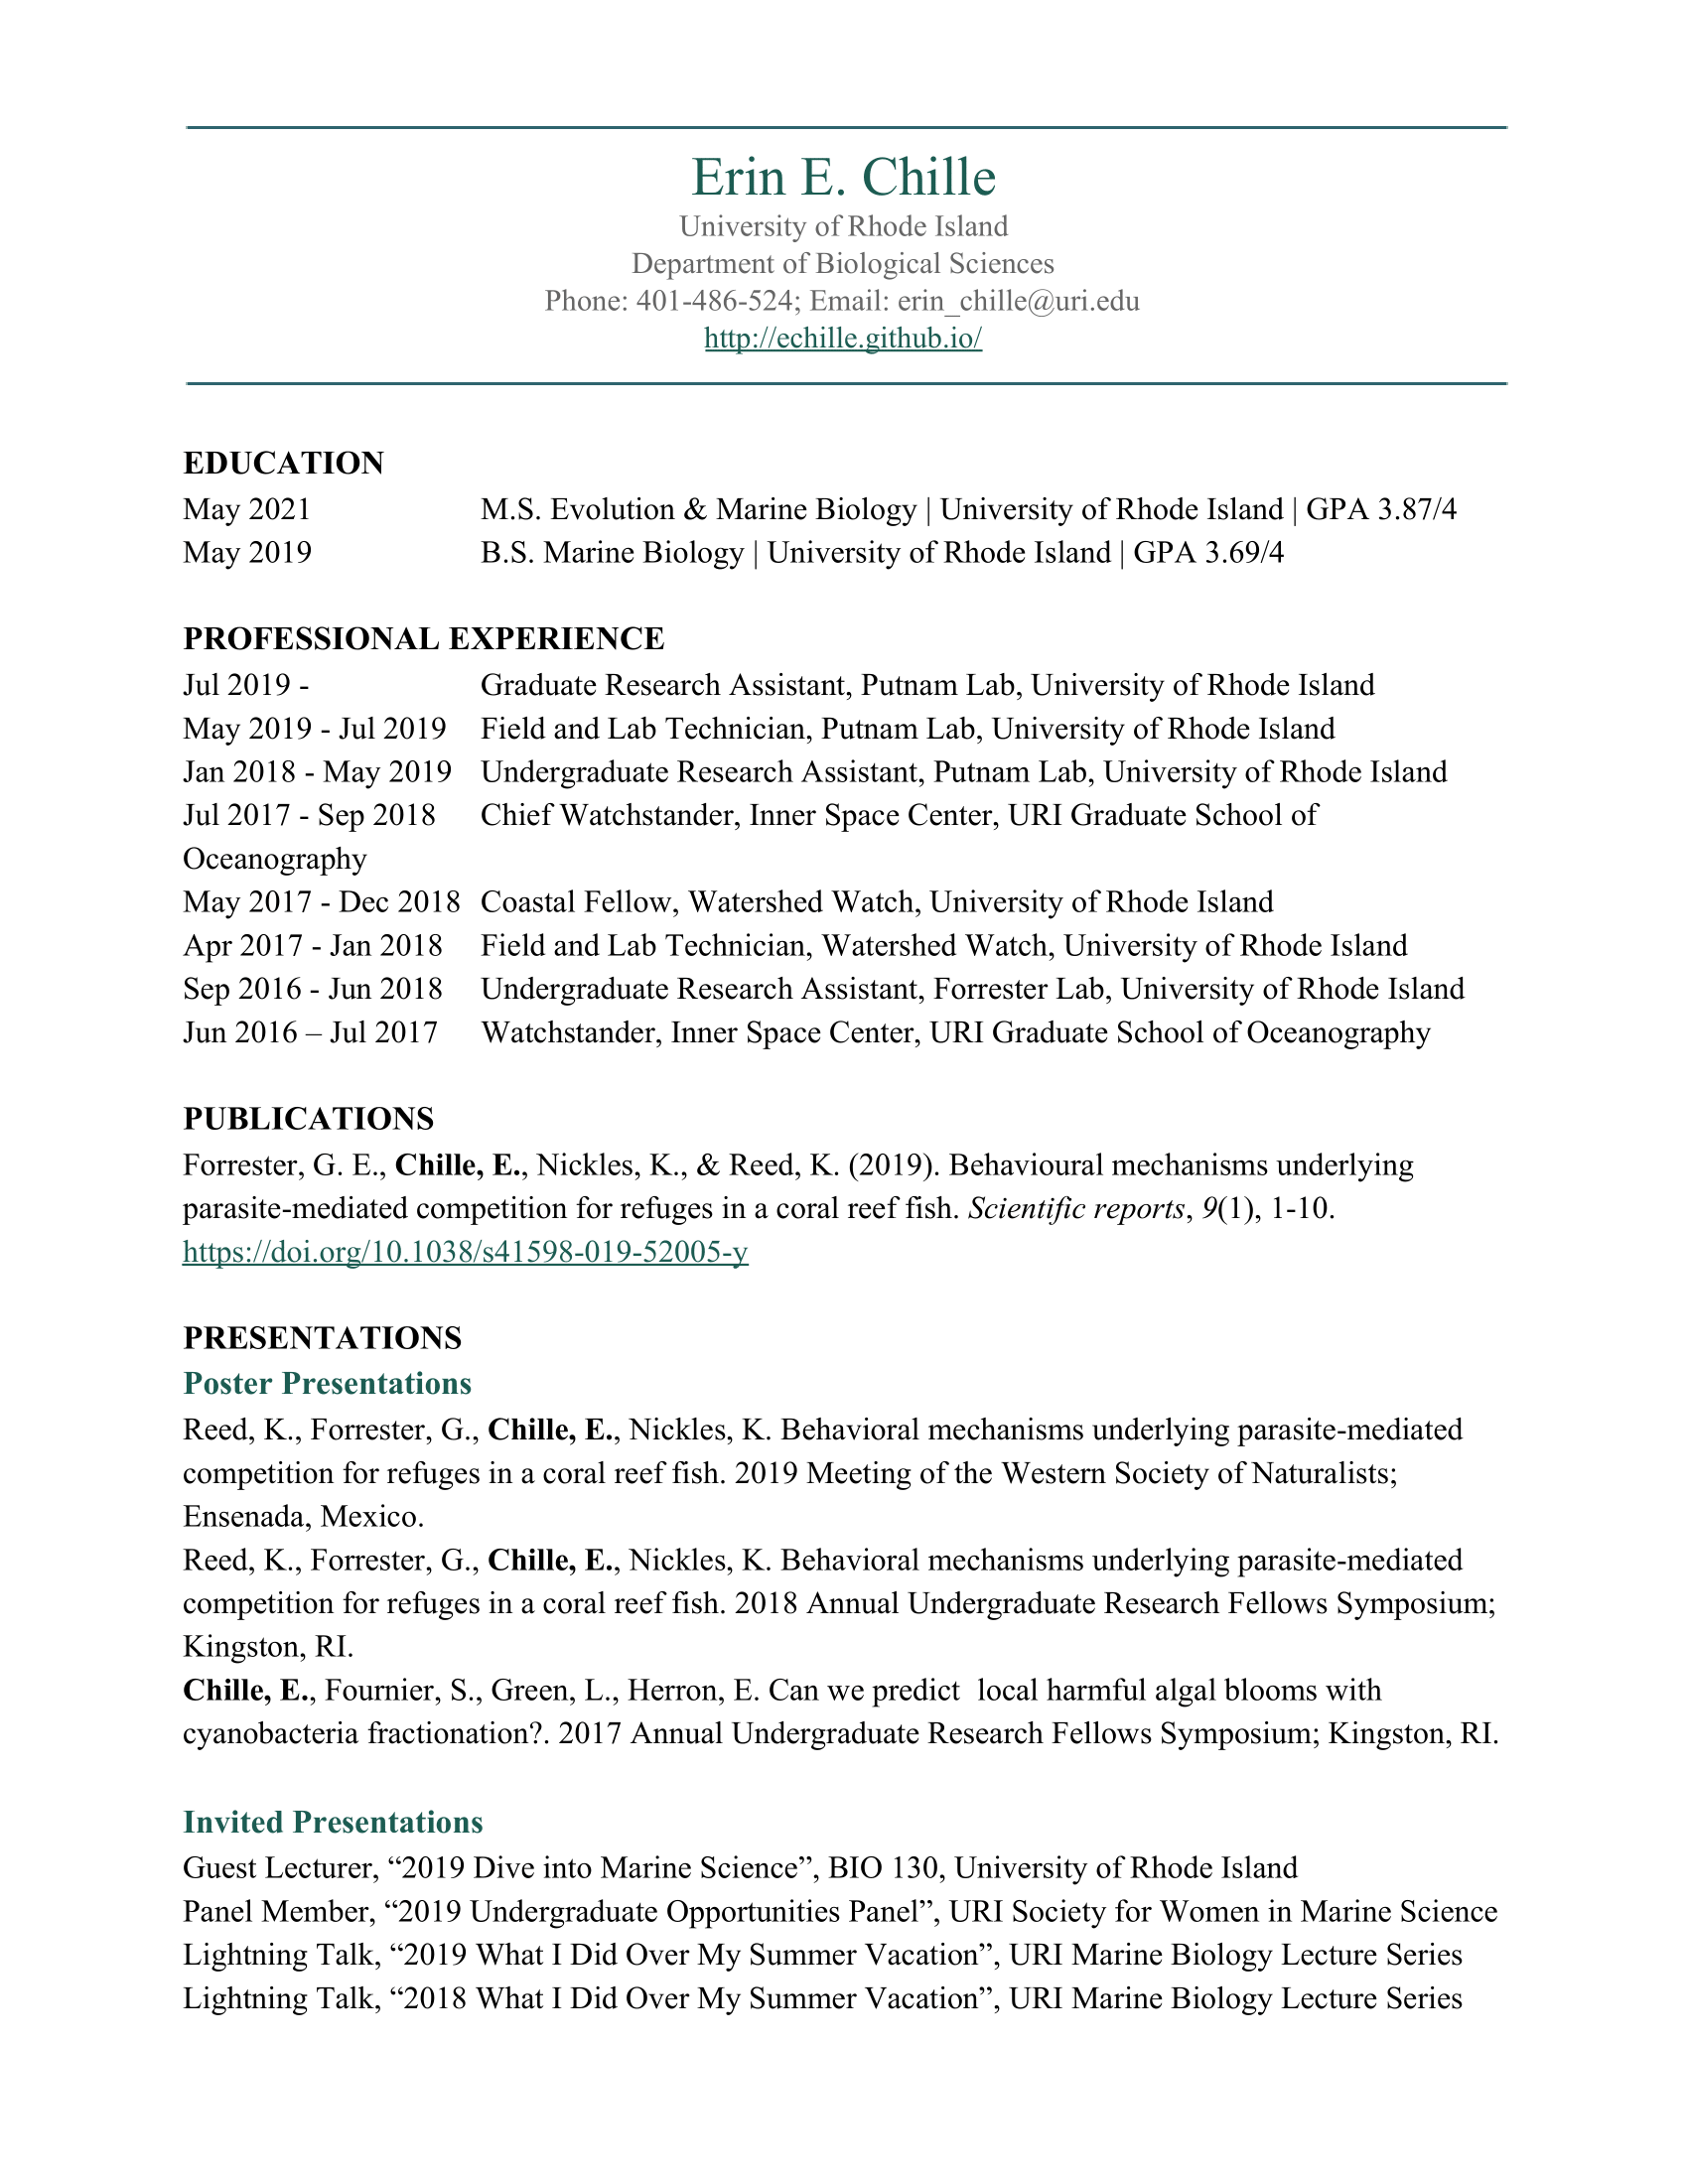 Erin E. Chille
University of Rhode Island
Department of Biological Sciences
Phone: 401-486-524; Email: erin_chille@uri.edu
http://echille.github.io/
EDUCATION
May 2021 M.S. Evolution & Marine Biology | University of Rhode Island | GPA 3.87/4
May 2019 B.S. Marine Biology | University of Rhode Island | GPA 3.69/4
PROFESSIONAL EXPERIENCE
Jul 2019 - Graduate Research Assistant, Putnam Lab, University of Rhode Island
May 2019 - Jul 2019 Field and Lab Technician, Putnam Lab, University of Rhode Island
Jan 2018 - May 2019 Undergraduate Research Assistant, Putnam Lab, University of Rhode Island
Jul 2017 - Sep 2018 Chief Watchstander, Inner Space Center, URI Graduate School of
Oceanography
May 2017 - Dec 2018 Coastal Fellow, Watershed Watch, University of Rhode Island
Apr 2017 - Jan 2018 Field and Lab Technician, Watershed Watch, University of Rhode Island
Sep 2016 - Jun 2018 Undergraduate Research Assistant, Forrester Lab, University of Rhode Island
Jun 2016 – Jul 2017 Watchstander, Inner Space Center, URI Graduate School of Oceanography
PUBLICATIONS
Forrester, G. E., Chille, E., Nickles, K., & Reed, K. (2019). Behavioural mechanisms underlying
parasite-mediated competition for refuges in a coral reef fish. Scientific reports, 9(1), 1-10.
https://doi.org/10.1038/s41598-019-52005-y
PRESENTATIONS
Poster Presentations
Reed, K., Forrester, G., Chille, E., Nickles, K. Behavioral mechanisms underlying parasite-mediated
competition for refuges in a coral reef fish. 2019 Meeting of the Western Society of Naturalists;
Ensenada, Mexico.
Reed, K., Forrester, G., Chille, E., Nickles, K. Behavioral mechanisms underlying parasite-mediated
competition for refuges in a coral reef fish. 2018 Annual Undergraduate Research Fellows Symposium;
Kingston, RI.
Chille, E., Fournier, S., Green, L., Herron, E. Can we predict  local harmful algal blooms with
cyanobacteria fractionation?. 2017 Annual Undergraduate Research Fellows Symposium; Kingston, RI.
Invited Presentations
Guest Lecturer, “2019 Dive into Marine Science”, BIO 130, University of Rhode Island
Panel Member, “2019 Undergraduate Opportunities Panel”, URI Society for Women in Marine Science
Lightning Talk, “2019 What I Did Over My Summer Vacation”, URI Marine Biology Lecture Series
Lightning Talk, “2018 What I Did Over My Summer Vacation”, URI Marine Biology Lecture Series